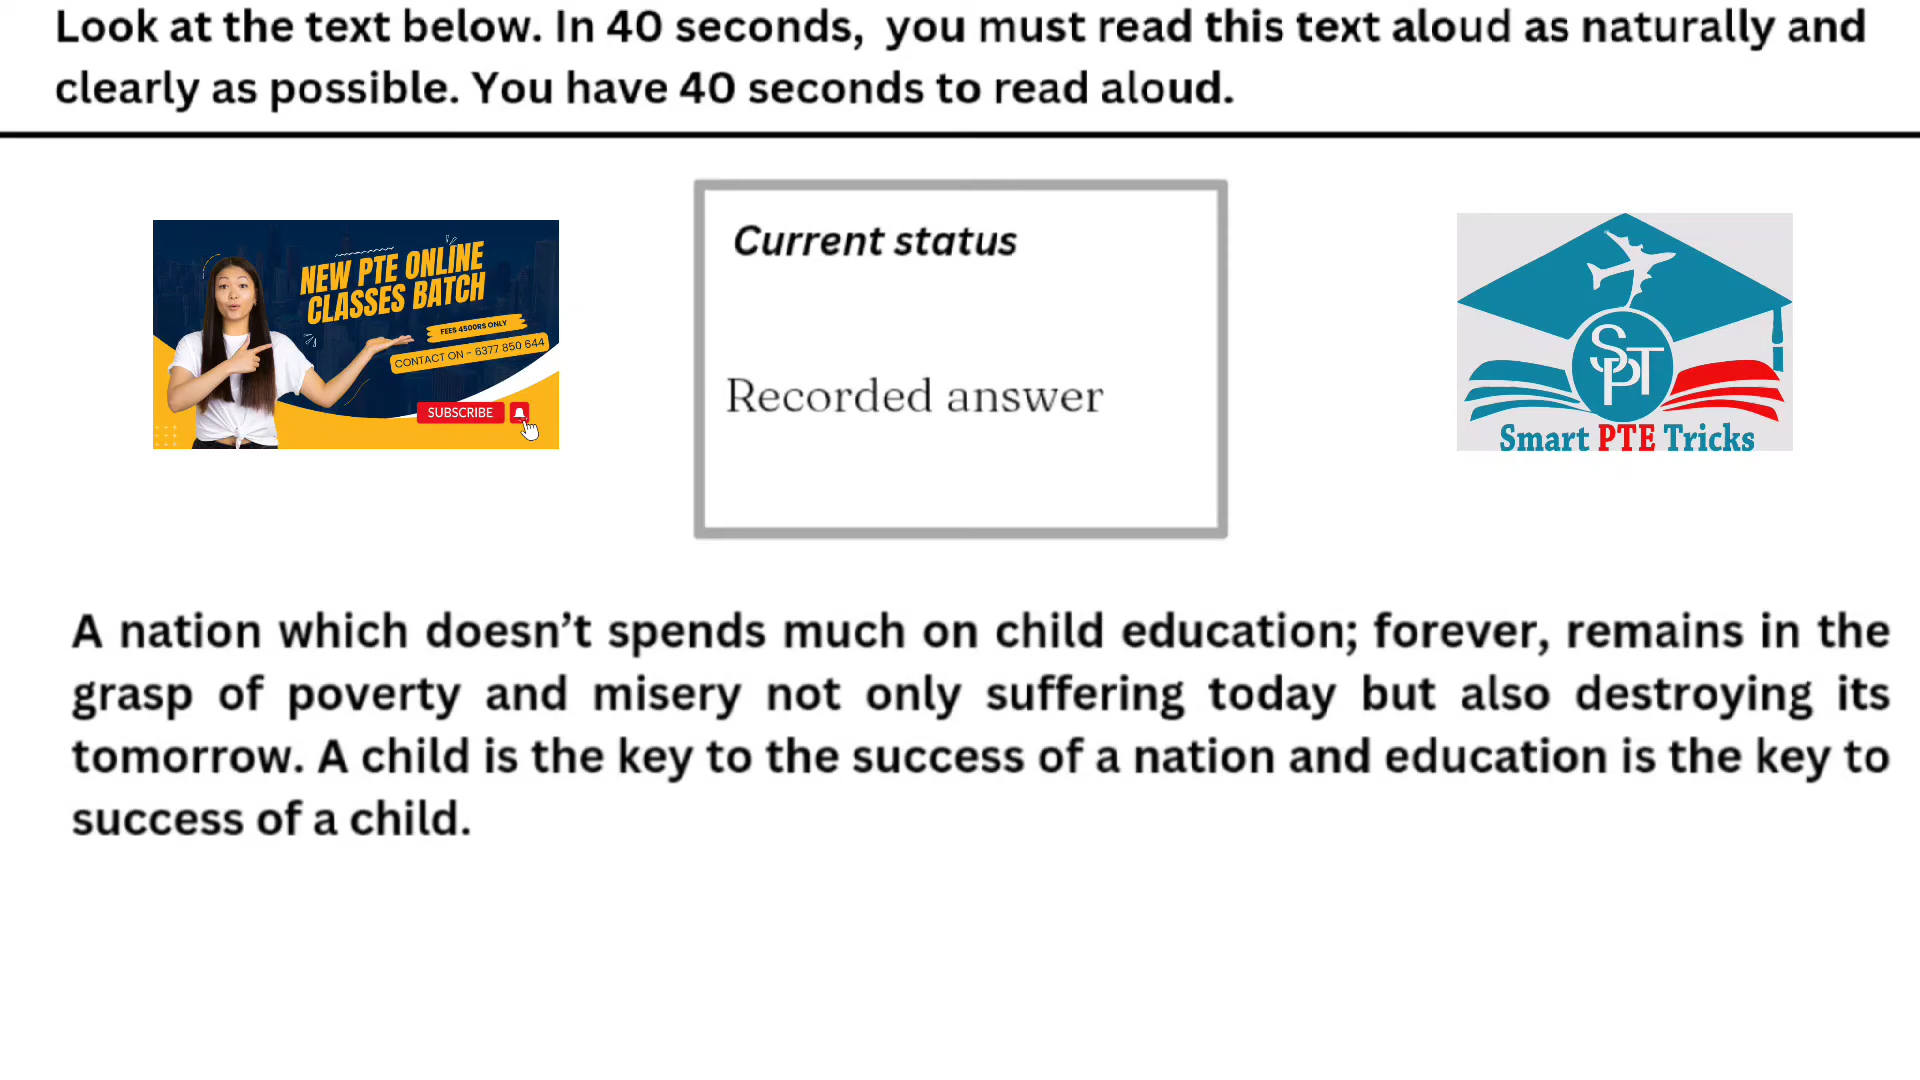 Look at the text below. In 40 seconds, you must read this text aloud as naturally and
clearly as possible. You have 40 seconds to read aloud.
NEW PTE ONLINE
CLASSES BATCH
FEES 4500RS ONLY
CONTACT ON - 6377 850 644
SUBSCRIBE
Current status
Recorded answer
SPT
Smart PTE Tricks
A nation which doesn't spends much on child education; forever, remains in the
grasp of poverty and misery not only suffering today but also destroying its
tomorrow. A child is the key to the success of a nation and education is the key to
success of a child.